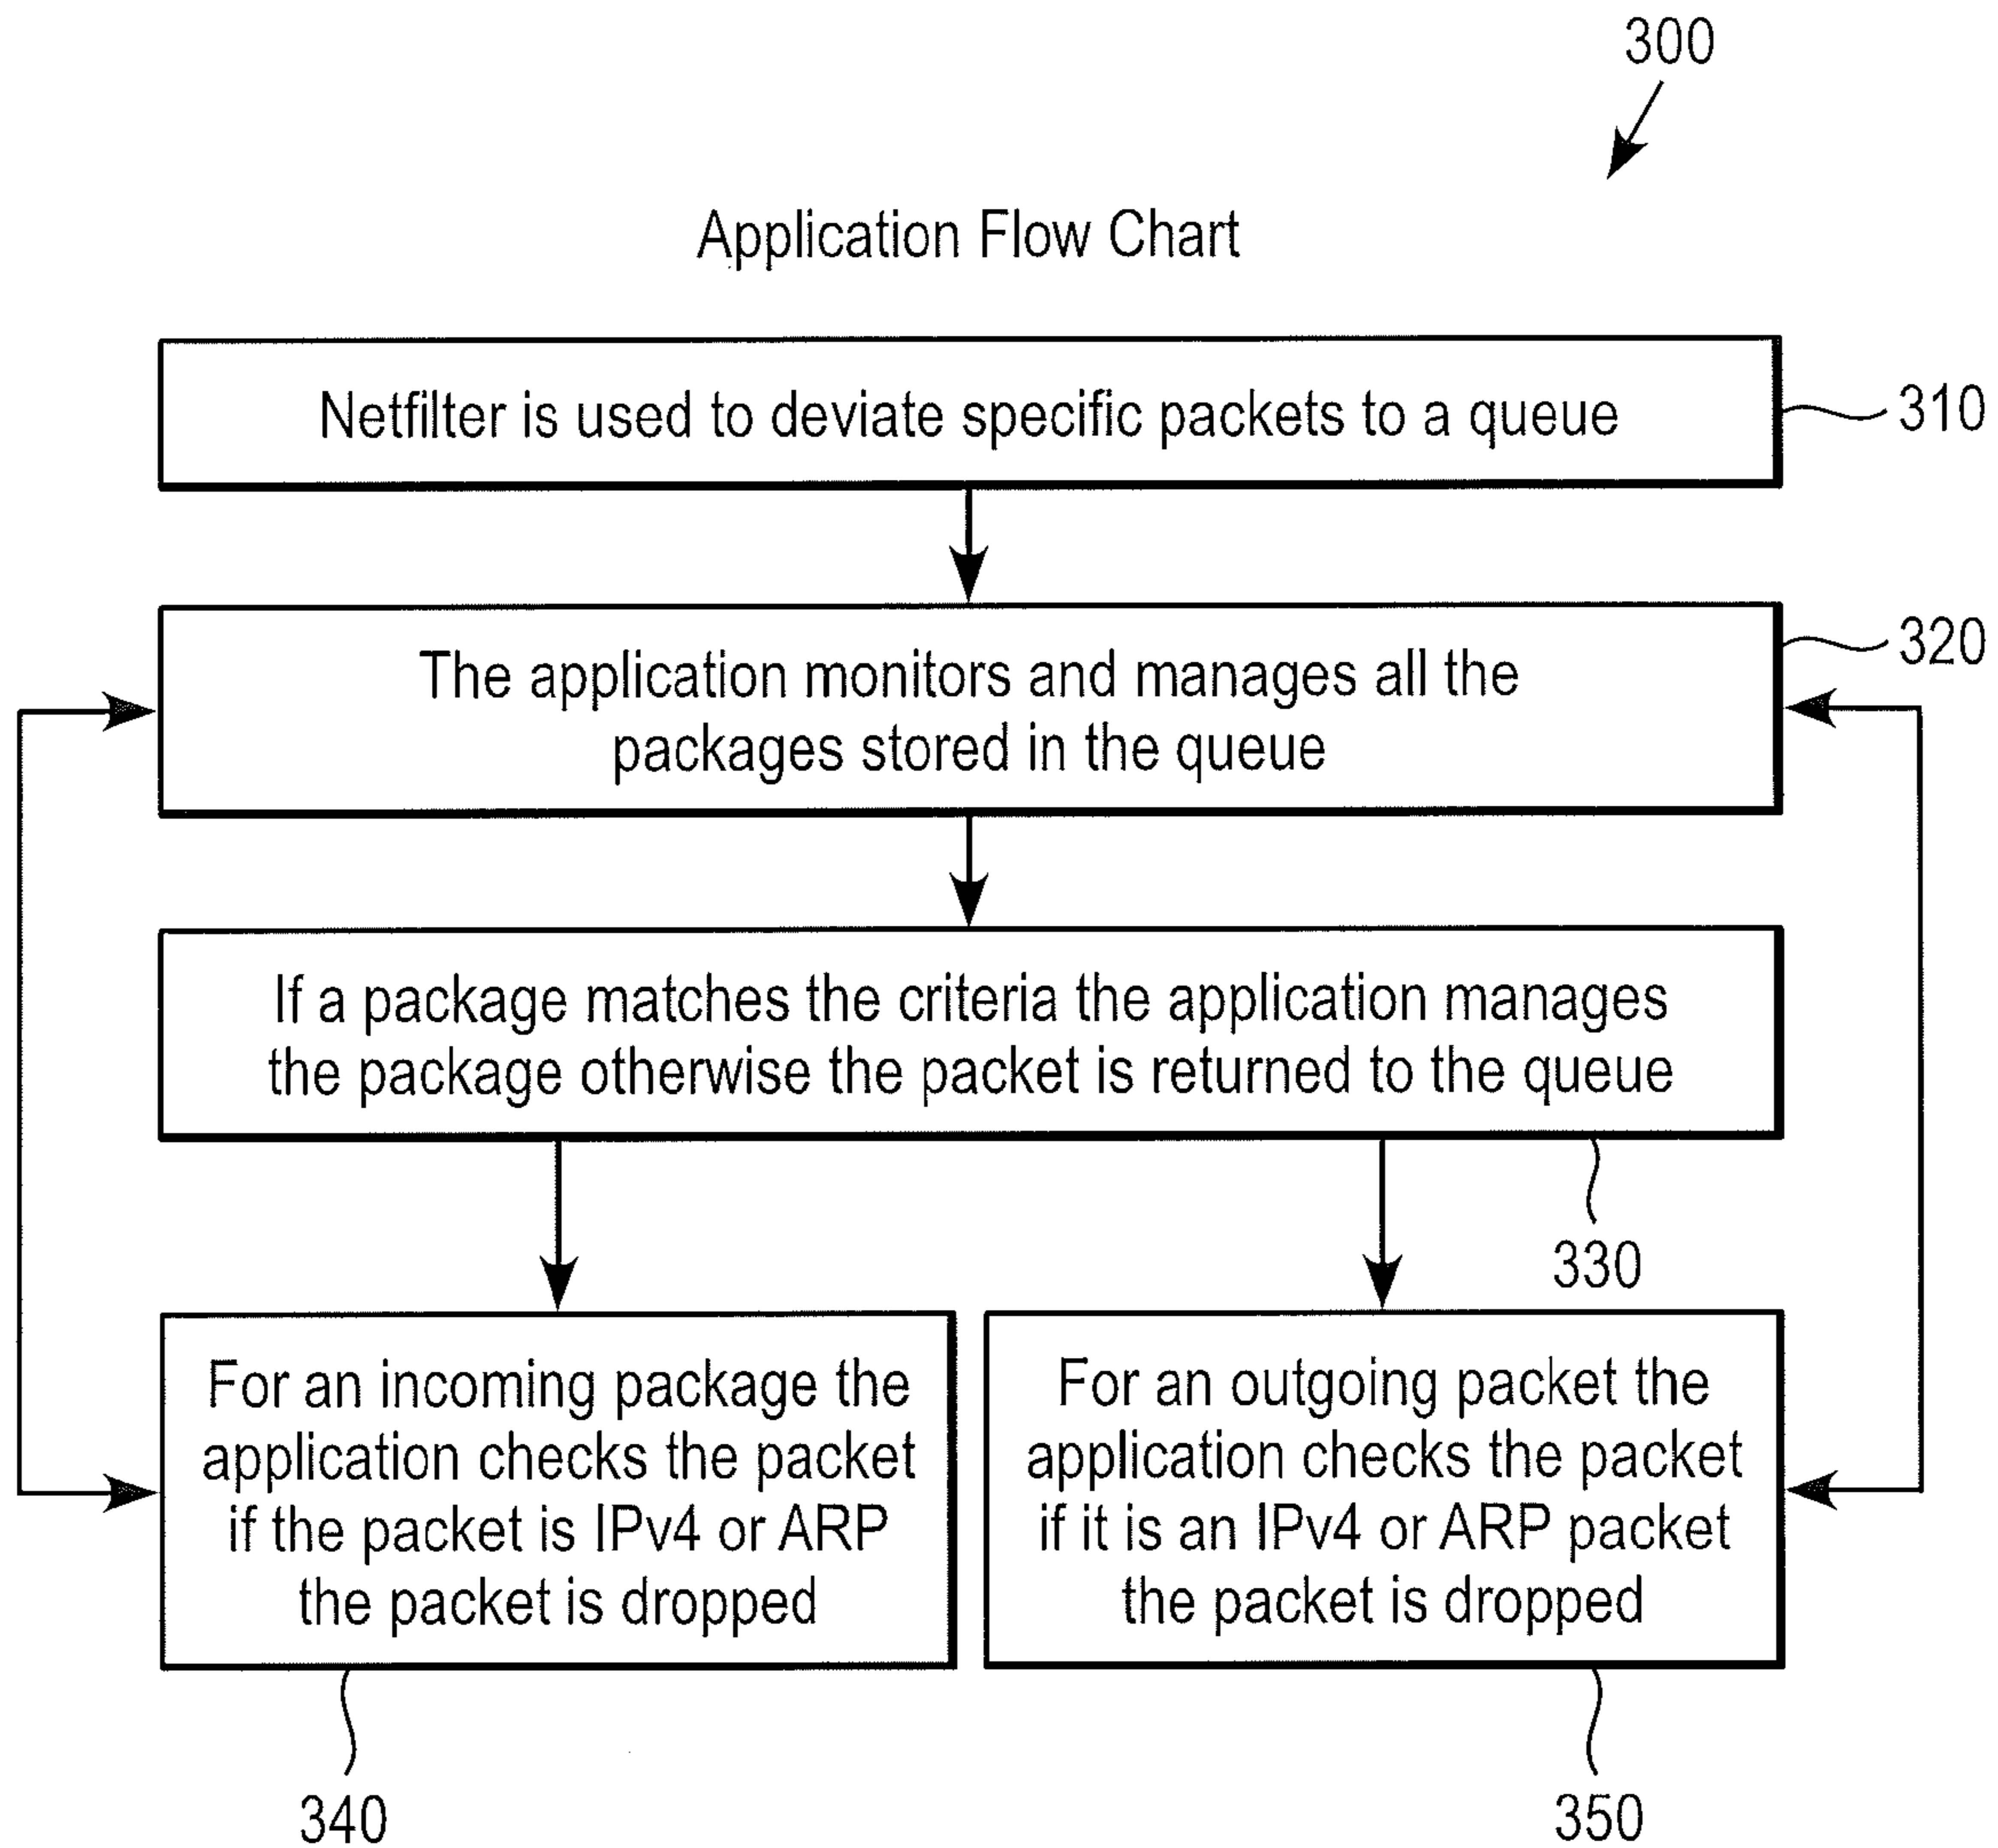 300
Application Flow Chart
Netfilter is used to deviate specific packets to a queue
310
The application monitors and manages all the
packages stored in the queue
320
If a package matches the criteria the application manages
the package otherwise the packet is returned to the queue
330
For an incoming package the
application checks the packet
if the packet is IPv4 or ARP
the packet is dropped
340
For an outgoing packet the
application checks the packet
if it is an IPv4 or ARP packet
the packet is dropped
350